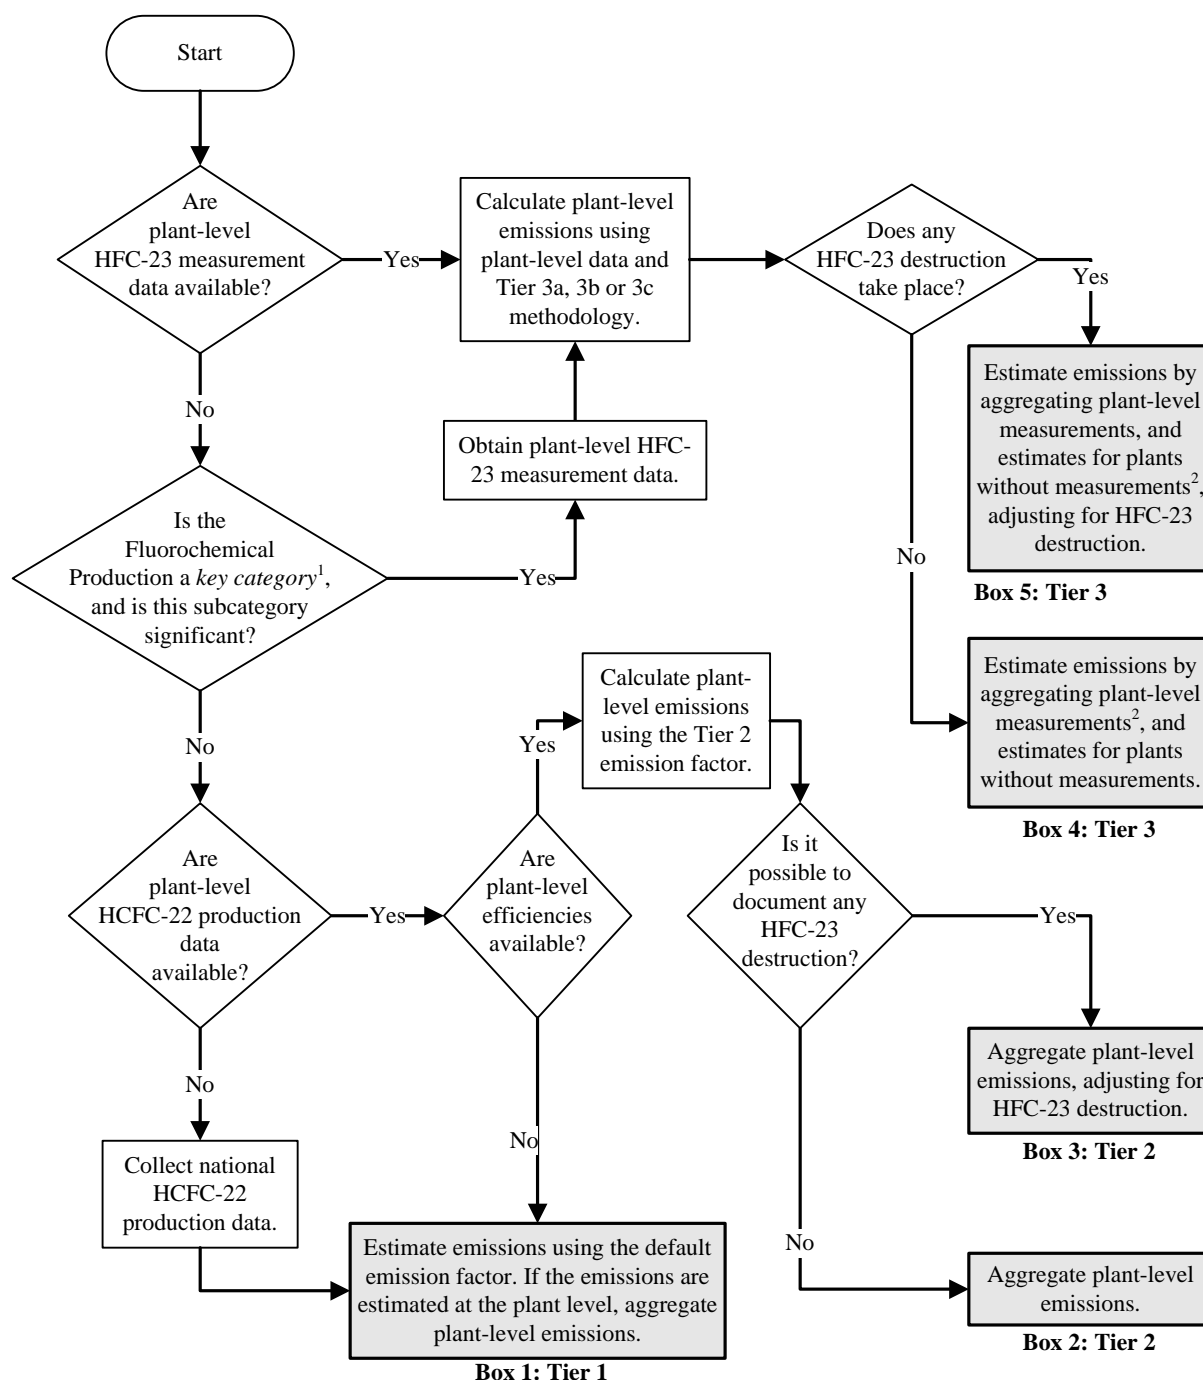 Start
Are
plant-level
HFC-23 measurement
data available?
Yes
Calculate plant-level
emissions using
plant-level data and
Tier 3a, 3b or 3c
methodology.
Does any
HFC-23 destruction
take place?
Yes
Estimate emissions by
aggregating plant-level
measurements, and
estimates for plants
without measurements²,
adjusting for HFC-23
destruction.
Box 5: Tier 3
No
Estimate emissions by
aggregating plant-level
measurements², and
estimates for plants
without measurements.
Box 4: Tier 3
No
Obtain plant-level HFC-
23 measurement data.
Is the
Fluorochemical
Production a key category¹,
and is this subcategory
significant?
Yes
No
Are
plant-level
HCFC-22 production
data
available?
Yes
Are
plant-level
efficiencies
available?
Yes
Calculate plant-
level emissions
using the Tier 2
emission factor.
Is it
possible to
document any
HFC-23
destruction?
Yes
Aggregate plant-level
emissions, adjusting for
HFC-23 destruction.
Box 3: Tier 2
No
Aggregate plant-level
emissions.
Box 2: Tier 2
No
Collect national
HCFC-22
production data.
No
Estimate emissions using the default
emission factor. If the emissions are
estimated at the plant level, aggregate
plant-level emissions.
Box 1: Tier 1